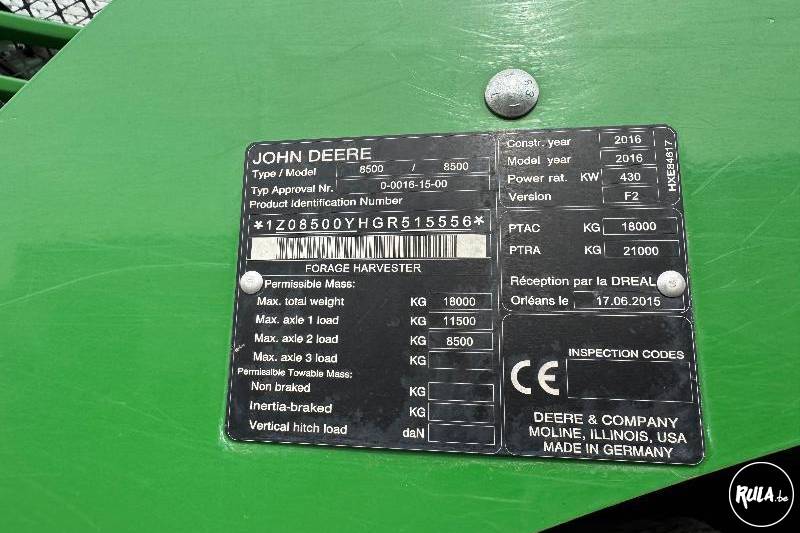 JOHN DEERE
Type / Model 8500 / 8500
Typ Approval Nr. 0-0016-15-00
Product Identification Number
*1Z08500YHGR515556*
FORAGE HARVESTER
Permissible Mass:
Max. total weight KG 18000
Max. axle 1 load KG 11500
Max. axle 2 load KG 8500
Max. axle 3 load KG
Permissible Towable Mass:
Non braked KG
Inertia-braked KG
Vertical hitch load daN
Constr. year 2016
Model year 2016
Power rat. KW 430
Version F2
HXE84617
PTAC KG 18000
PTRA KG 21000
Réception par la DREAL
Orléans le 17.06.2015
INSPECTION CODES
CE
DEERE & COMPANY
MOLINE, ILLINOIS, USA
MADE IN GERMANY
RULA.be